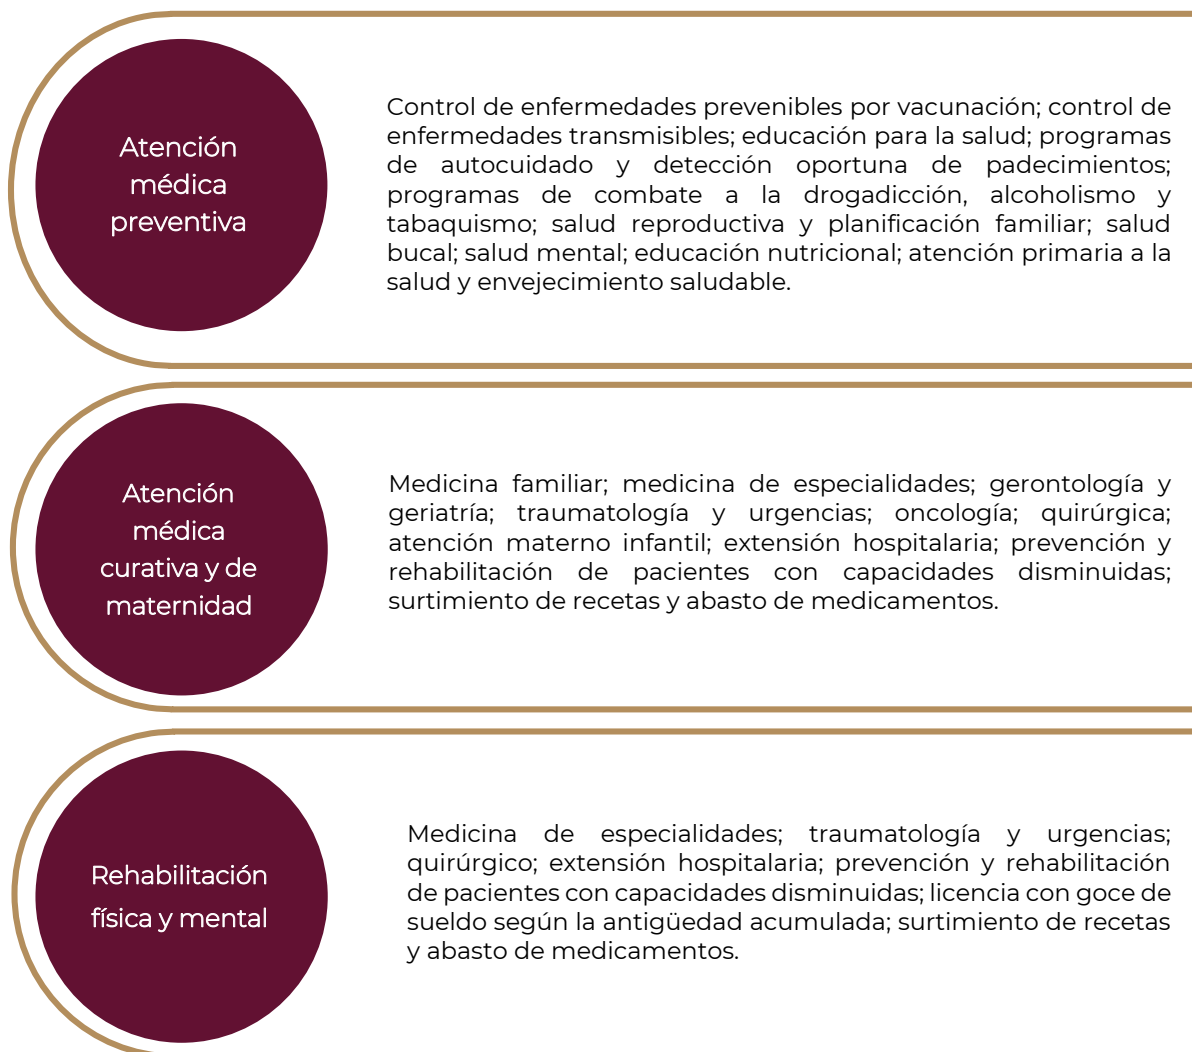 Atención
médica
preventiva
Control de enfermedades prevenibles por vacunación; control de
enfermedades transmisibles; educación para la salud; programas
de autocuidado y detección oportuna de padecimientos;
programas de combate a la drogadicción, alcoholismo y
tabaquismo; salud reproductiva y planificación familiar; salud
bucal; salud mental; educación nutricional; atención primaria a la
salud y envejecimiento saludable.
Atención
médica
curativa y de
maternidad
Medicina familiar; medicina de especialidades; gerontología y
geriatría; traumatología y urgencias; oncología; quirúrgica;
atención materno infantil; extensión hospitalaria; prevención y
rehabilitación de pacientes con capacidades disminuidas;
surtimiento de recetas y abasto de medicamentos.
Rehabilitación
física y mental
Medicina de especialidades; traumatología y urgencias;
quirúrgico; extensión hospitalaria; prevención y rehabilitación
de pacientes con capacidades disminuidas; licencia con goce de
sueldo según la antigüedad acumulada; surtimiento de recetas
y abasto de medicamentos.